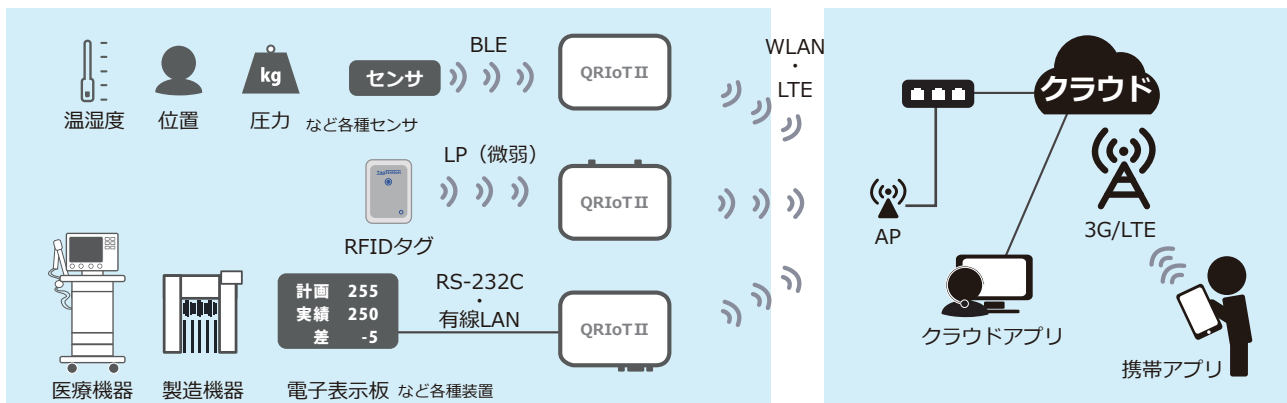 BLE
WLAN
・
LTE
kg
センサ
QRIoTⅡ
クラウド
温湿度
位置
圧力
など各種センサ
LP（微弱）
QRIoTⅡ
RFIDタグ
AP
3G/LTE
計画 255
実績 250
差 -5
RS-232C
・
有線LAN
QRIoTⅡ
クラウドアプリ
携帯アプリ
医療機器
製造機器
電子表示板
など各種装置